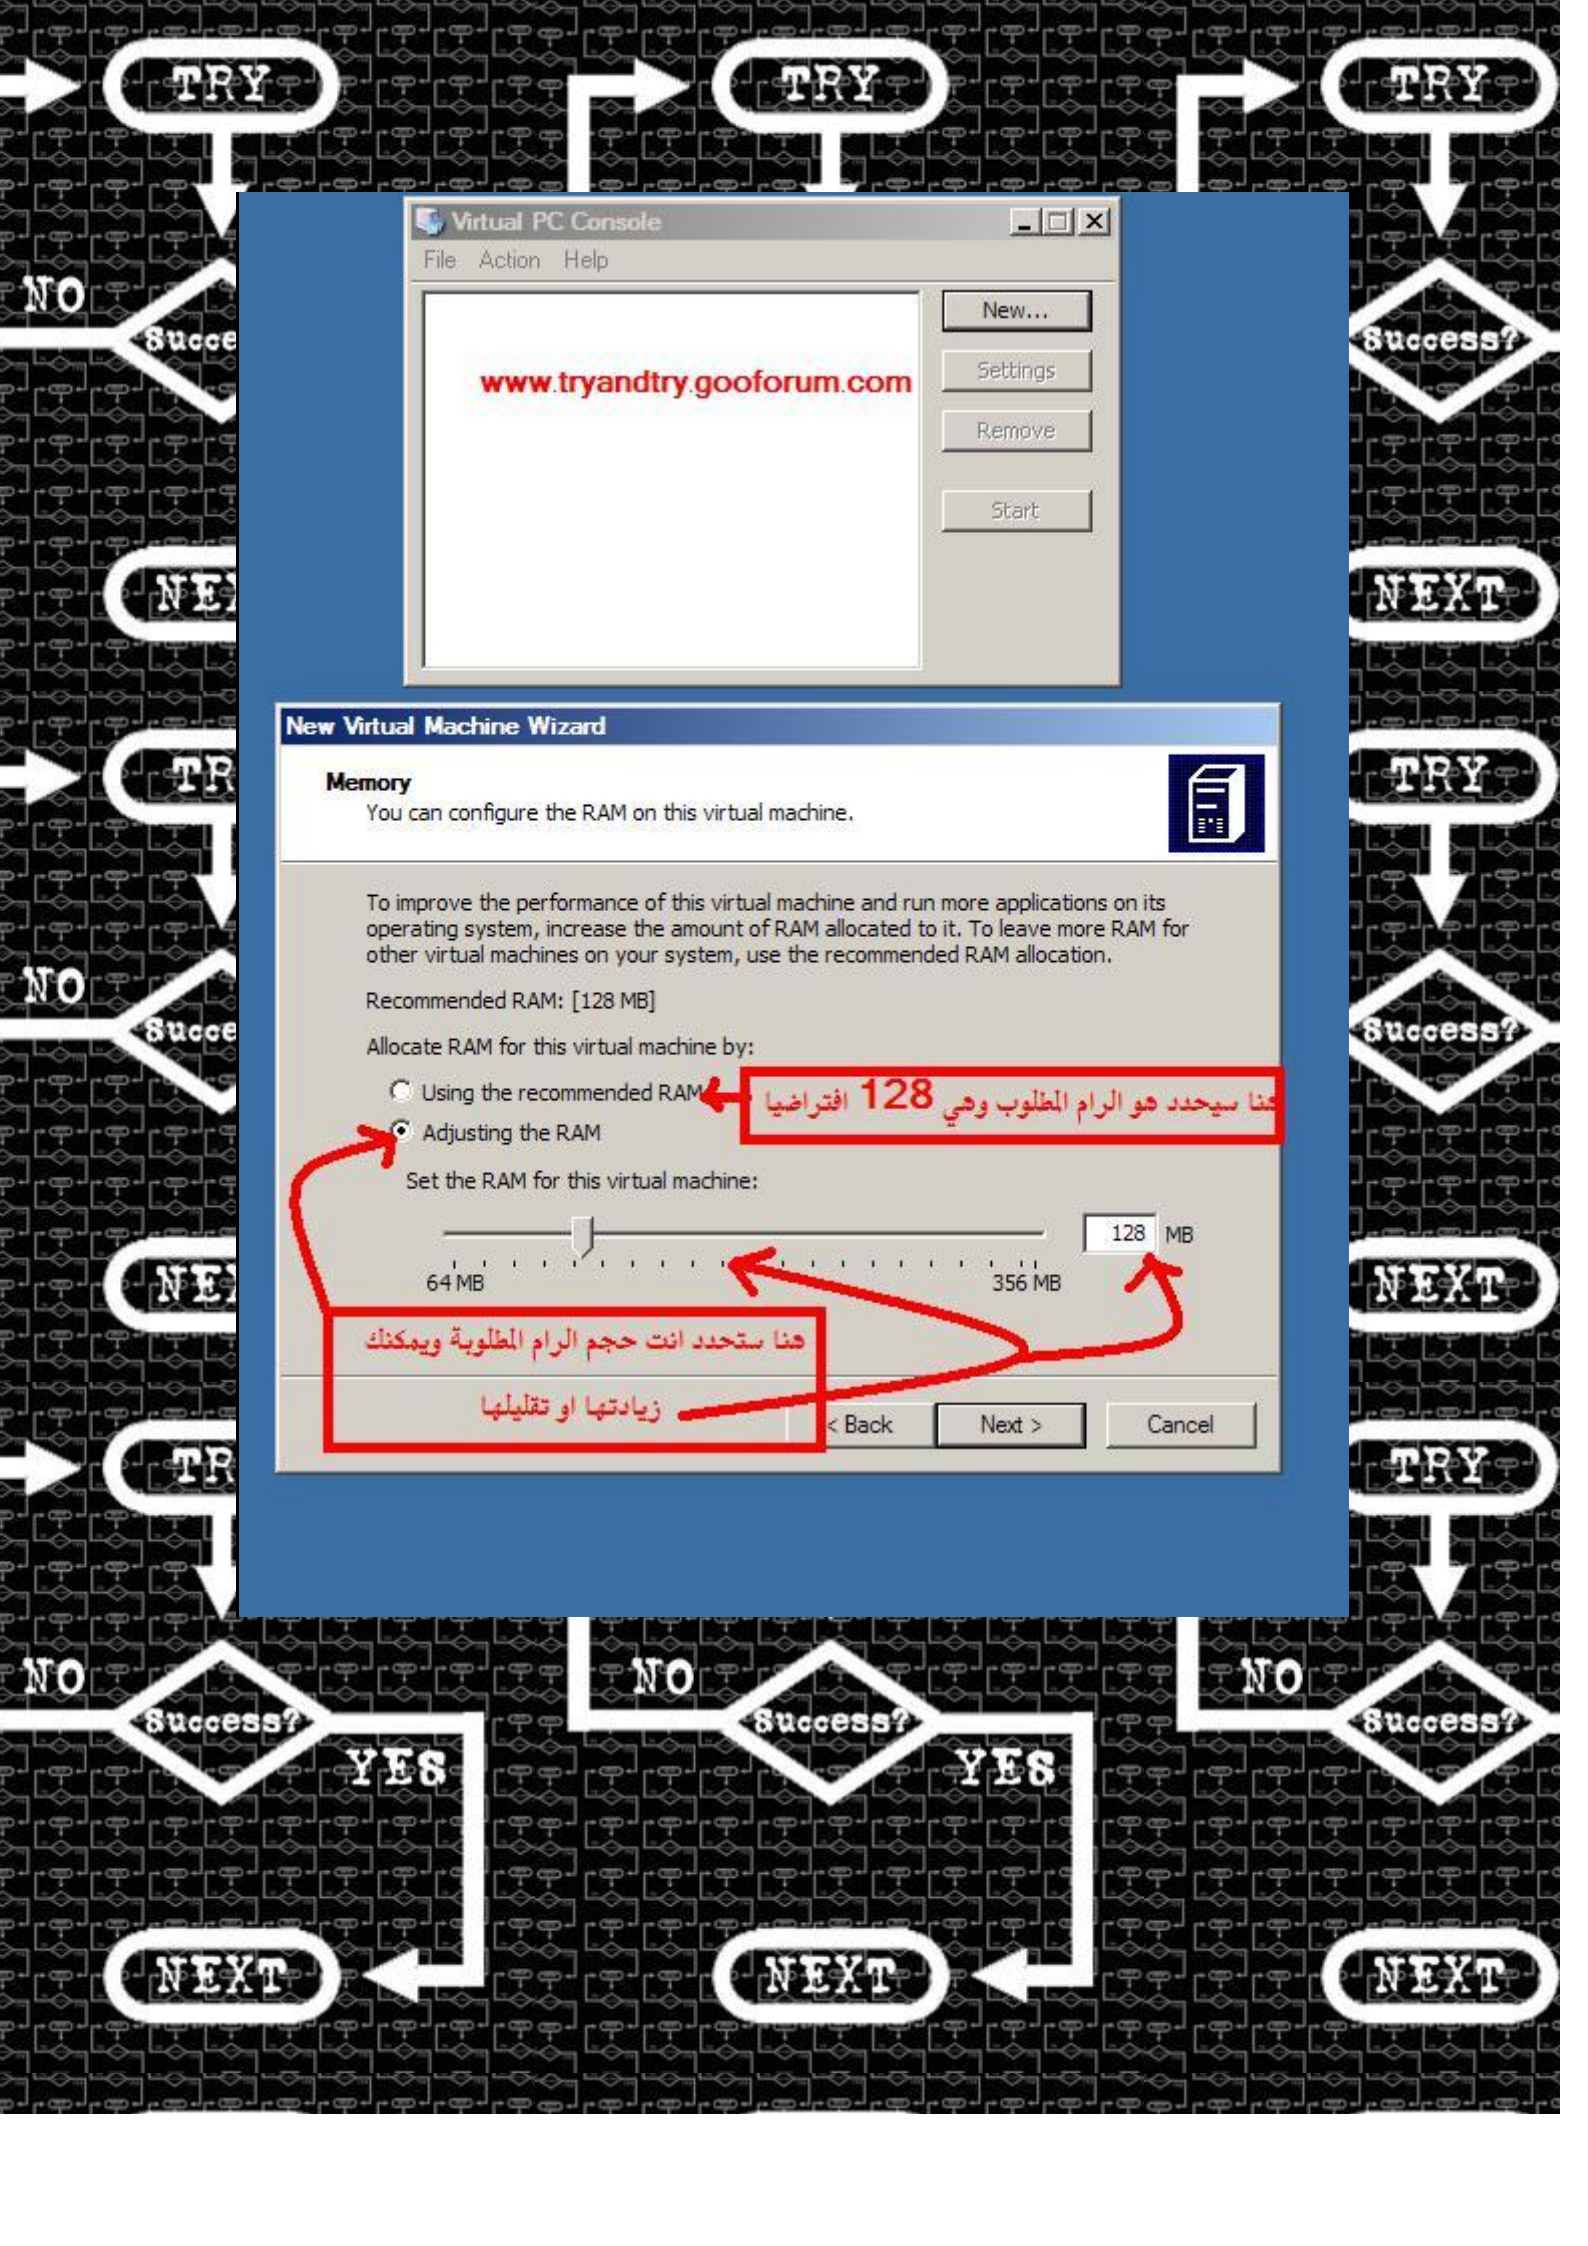 TRY TRY TRY
Virtual PC Console
File Action Help
NO
New...
Succe
Success?
www.tryandtry.gooforum.com
Settings
Remove
Start
NEX
NEXT
New Virtual Machine Wizard
TR
TRY
Memory
You can configure the RAM on this virtual machine.
To improve the performance of this virtual machine and run more applications on its
operating system, increase the amount of RAM allocated to it. To leave more RAM for
other virtual machines on your system, use the recommended RAM allocation.
NO
Recommended RAM: [128 MB]
Succe
Success?
Allocate RAM for this virtual machine by:
Using the recommended RAM
هنا سيحدد هو الرام المطلوب وهي 128 افتراضيا
Adjusting the RAM
Set the RAM for this virtual machine:
128 MB
64 MB 356 MB
NEX
NEXT
هنا ستحدد انت حجم الرام المطلوبة ويمكنك
زيادتها او تقليلها
< Back Next > Cancel
TR
TRY
NO NO NO
Success? Success? Success?
YES YES
NEXT NEXT NEXT